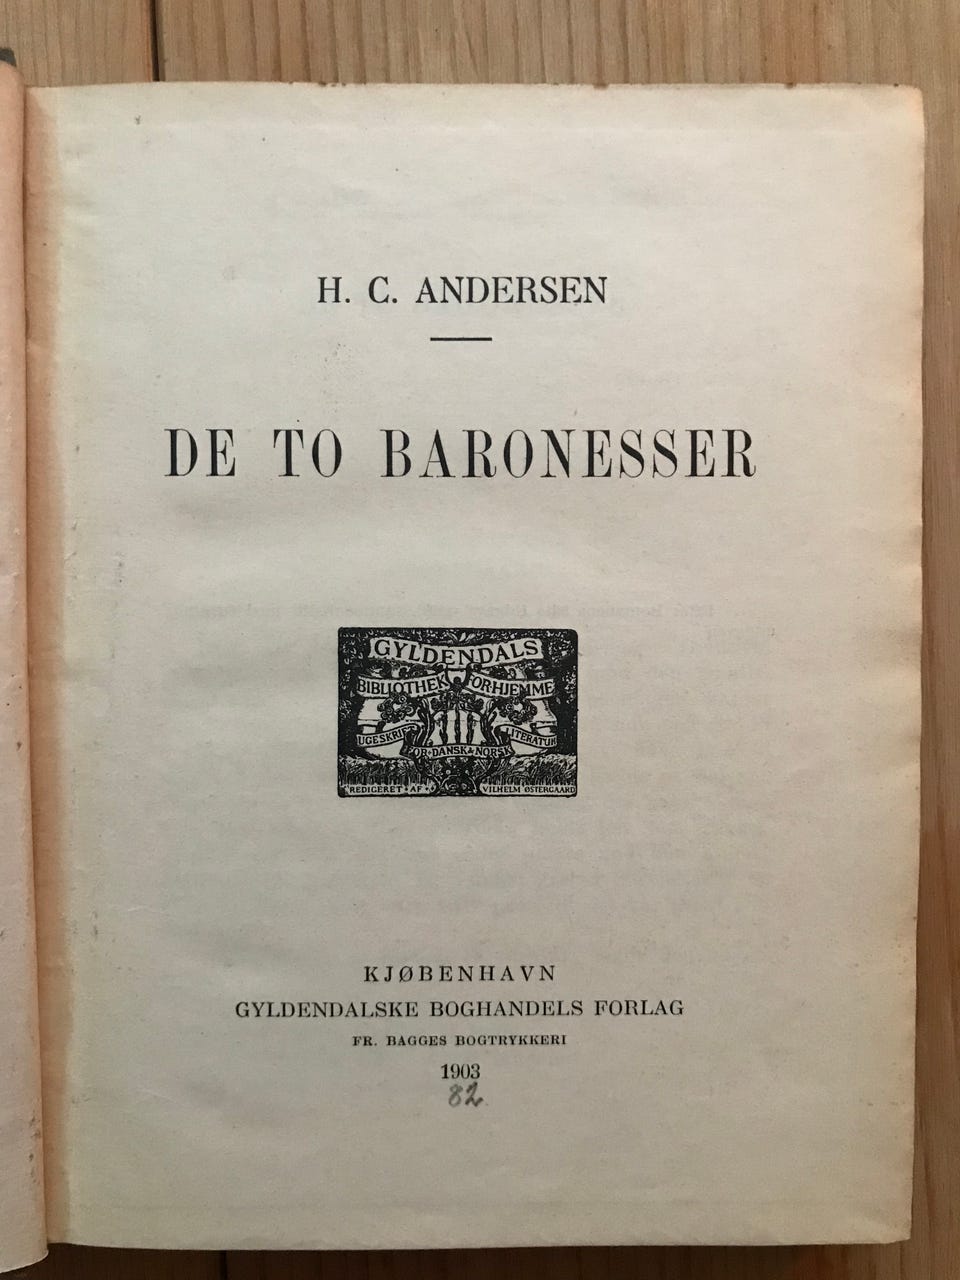 H. C. ANDERSEN
DE TO BARONESSER
GYLDENDALS
BIBLIOTHEK FOR HJEMME
UGESKRIFT LITERATUR
FOR DANSK & NORSK
REDIGERET AF VILHELM ØSTERGAARD
KJØBENHAVN
GYLDENDALSKE BOGHANDELS FORLAG
FR. BAGGES BOGTRYKKERI
1903
82